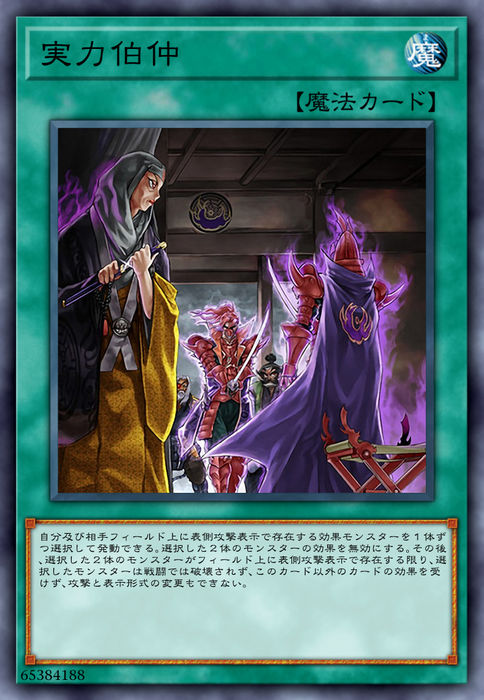 実力伯仲
魔
【魔法カード】
自分及び相手フィールド上に表側攻撃表示で存在する効果モンスターを1体ず
つ選択して発動できる。選択した2体のモンスターの効果を無効にする。その後
、選択した2体のモンスターがフィールド上に表側攻撃表示で存在する限り、選
択したモンスターは戦闘では破壊されず、このカード以外のカードの効果を受
けず、攻撃と表示形式の変更もできない。
65384188